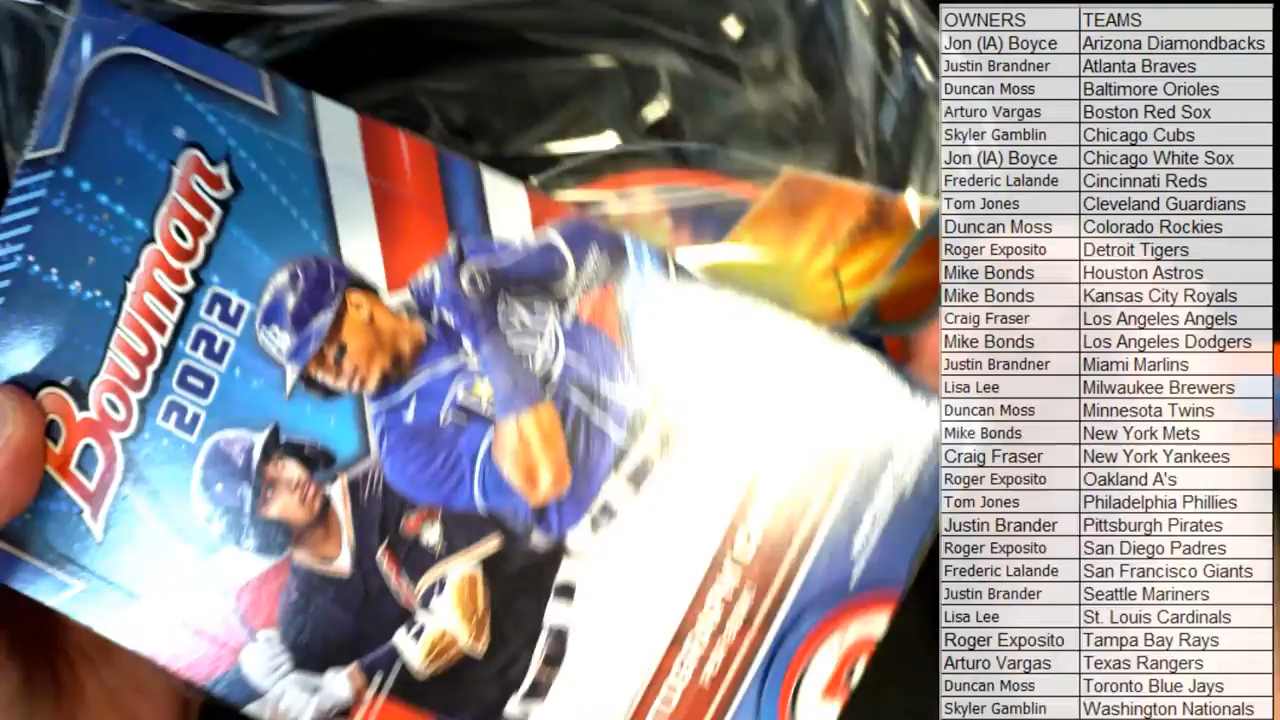 Bowman
2022
OWNERS TEAMS
Jon (IA) Boyce Arizona Diamondbacks
Justin Brandner Atlanta Braves
Duncan Moss Baltimore Orioles
Arturo Vargas Boston Red Sox
Skyler Gamblin Chicago Cubs
Jon (IA) Boyce Chicago White Sox
Frederic Lalande Cincinnati Reds
Tom Jones Cleveland Guardians
Duncan Moss Colorado Rockies
Roger Exposito Detroit Tigers
Mike Bonds Houston Astros
Mike Bonds Kansas City Royals
Craig Fraser Los Angeles Angels
Mike Bonds Los Angeles Dodgers
Justin Brandner Miami Marlins
Lisa Lee Milwaukee Brewers
Duncan Moss Minnesota Twins
Mike Bonds New York Mets
Craig Fraser New York Yankees
Roger Exposito Oakland A's
Tom Jones Philadelphia Phillies
Justin Brander Pittsburgh Pirates
Roger Exposito San Diego Padres
Frederic Lalande San Francisco Giants
Justin Brander Seattle Mariners
Lisa Lee St. Louis Cardinals
Roger Exposito Tampa Bay Rays
Arturo Vargas Texas Rangers
Duncan Moss Toronto Blue Jays
Skyler Gamblin Washington Nationals